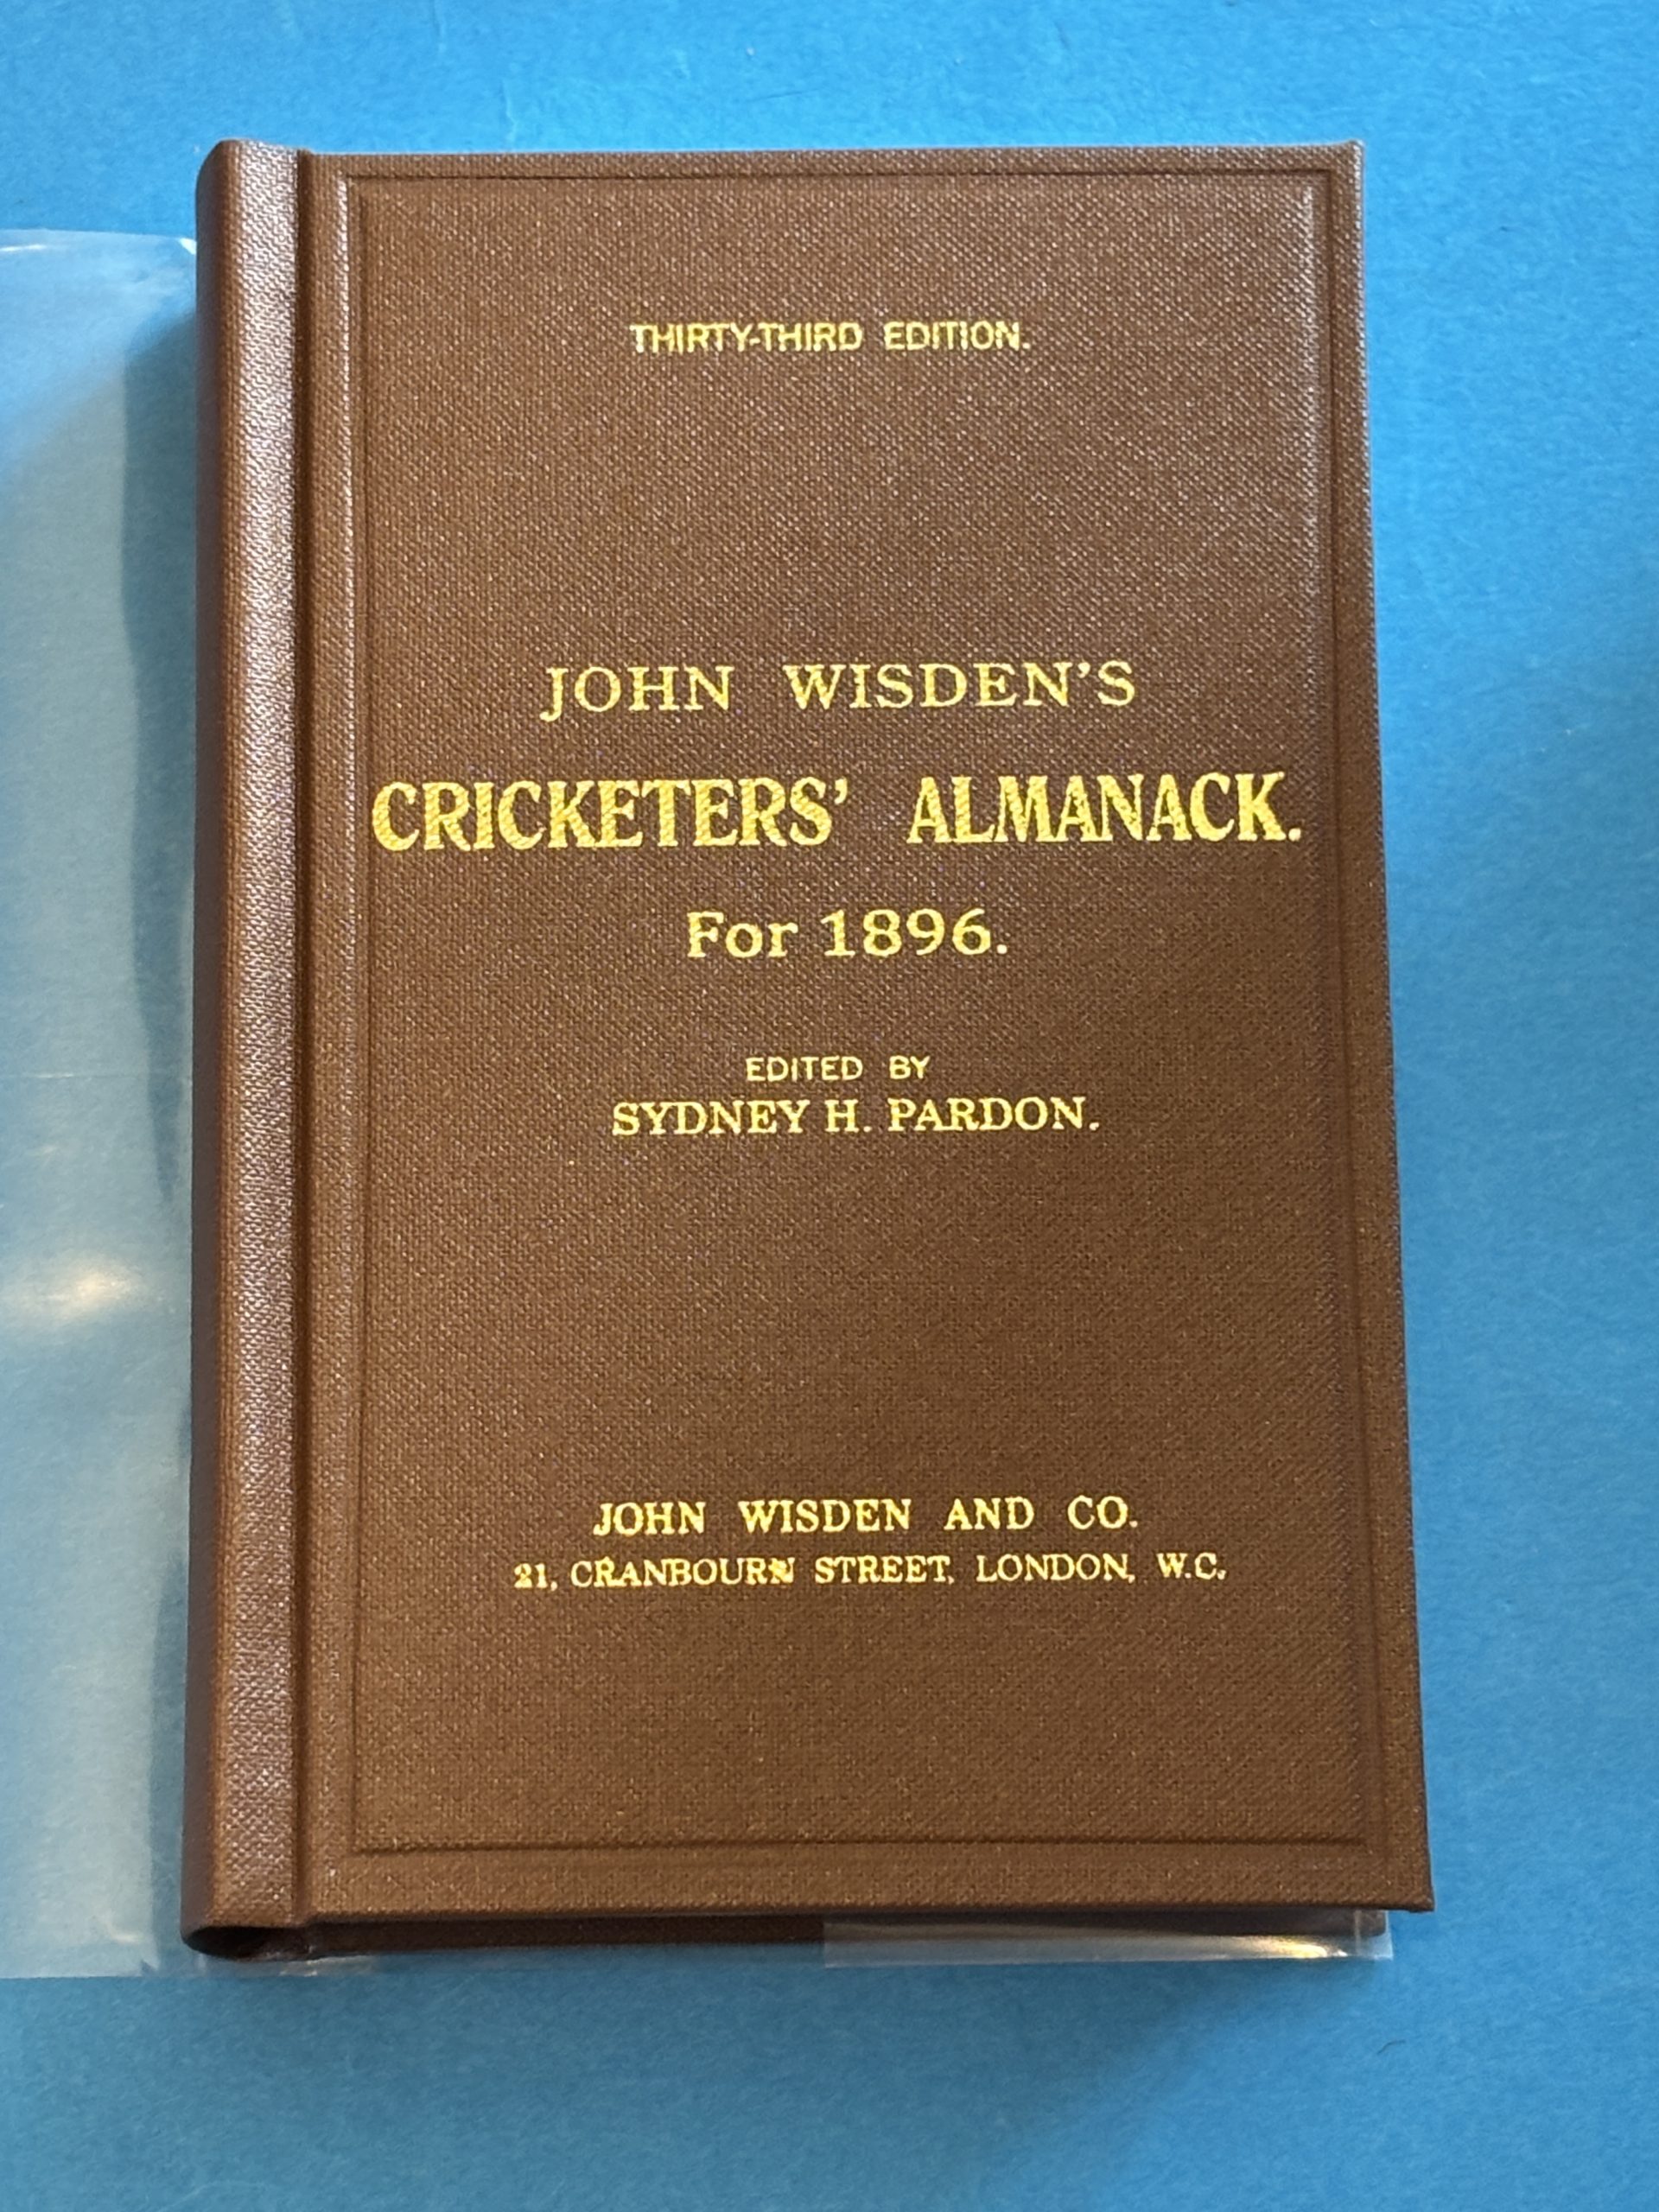 THIRTY-THIRD EDITION.
JOHN WISDEN'S
CRICKETERS' ALMANACK.
For 1896.
EDITED BY
SYDNEY H. PARDON.
JOHN WISDEN AND CO.
21, CRANBOURN STREET, LONDON, W.C.